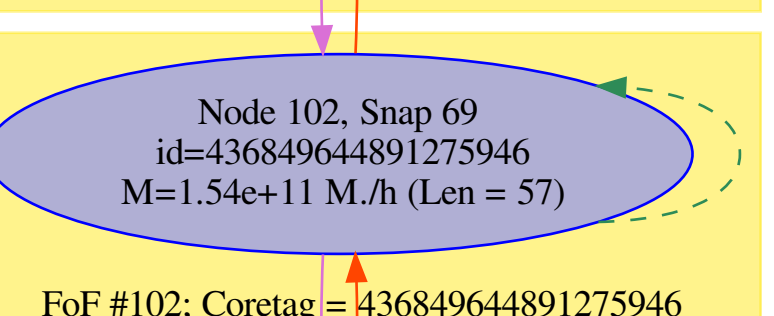 Node 102, Snap 69
id=436849644891275946
M=1.54e+11 M./h (Len = 57)
FoF #102; Coretag = 436849644891275946